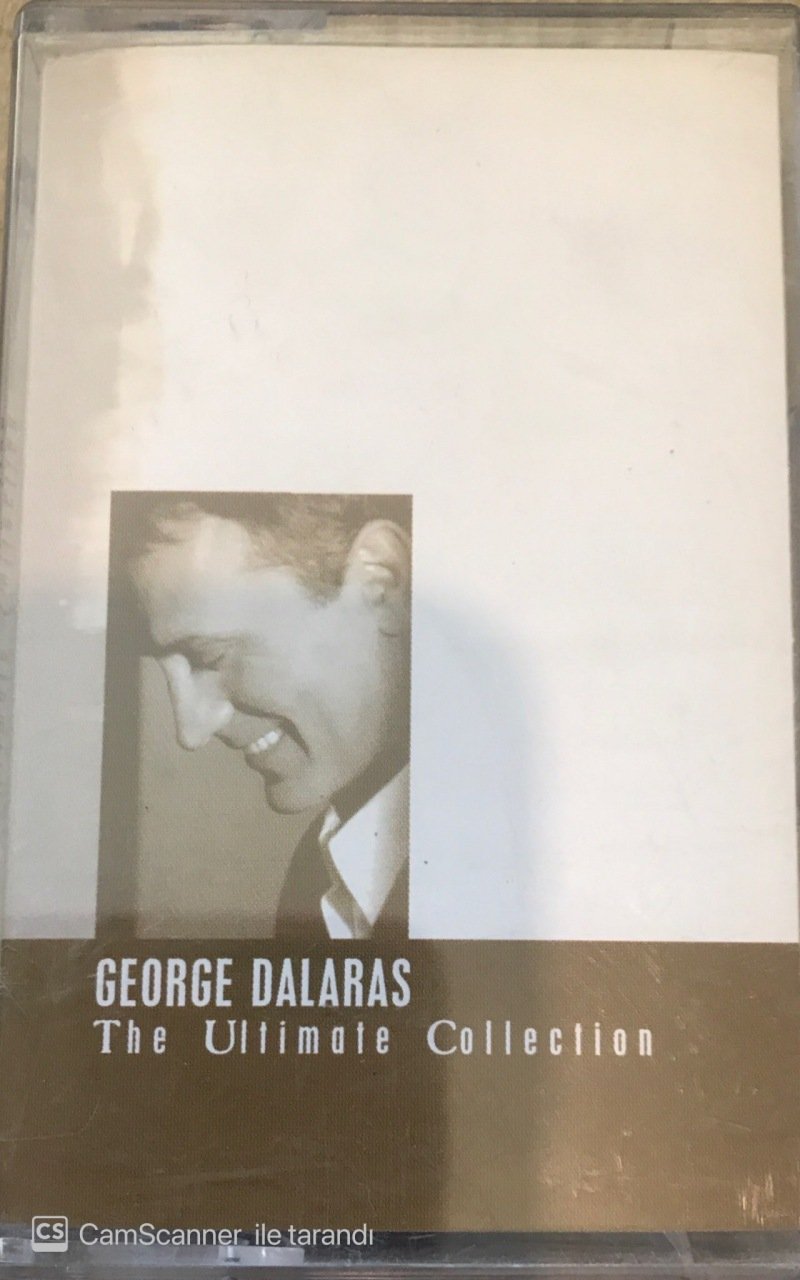 GEORGE DALARAS
The Ultimate Collection
CS CamScanner ile tarandı